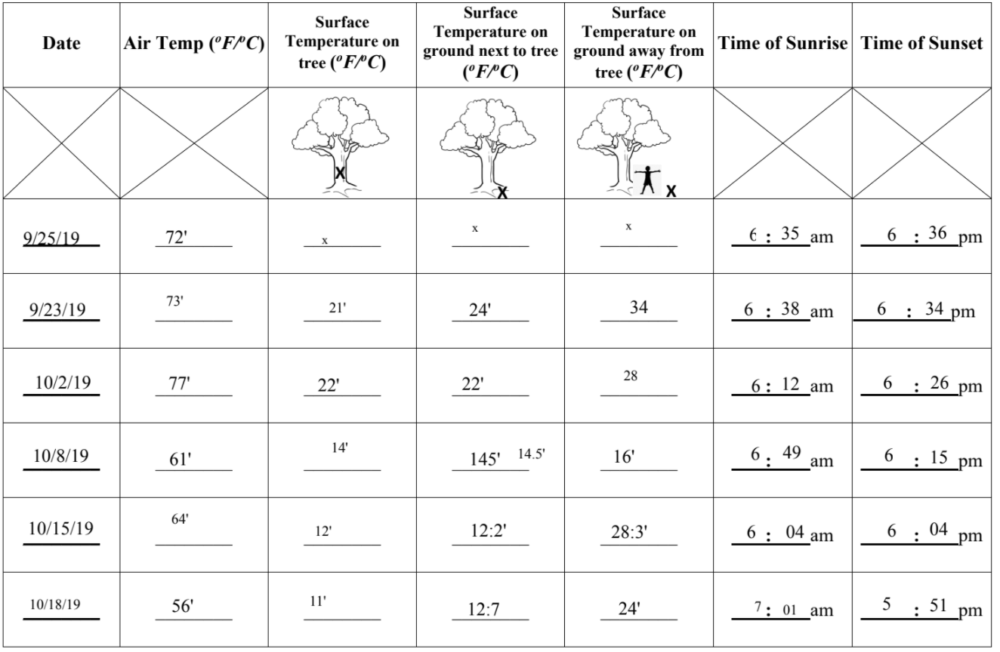 Date
Air Temp (ºF/ºC)
Surface
Temperature on
tree (ºF/ºC)
Surface
Temperature on
ground next to tree
(ºF/ºC)
Surface
Temperature on
ground away from
tree (ºF/ºC)
Time of Sunrise
Time of Sunset
X
X
X
9/25/19 72' x x x 6 : 35 am 6 : 36 pm
9/23/19 73' 21' 24' 34 6 : 38 am 6 : 34 pm
10/2/19 77' 22' 22' 28 6 : 12 am 6 : 26 pm
10/8/19 61' 14' 145' 14.5' 16' 6 : 49 am 6 : 15 pm
10/15/19 64' 12' 12:2' 28:3' 6 : 04 am 6 : 04 pm
10/18/19 56' 11' 12:7 24' 7 : 01 am 5 : 51 pm